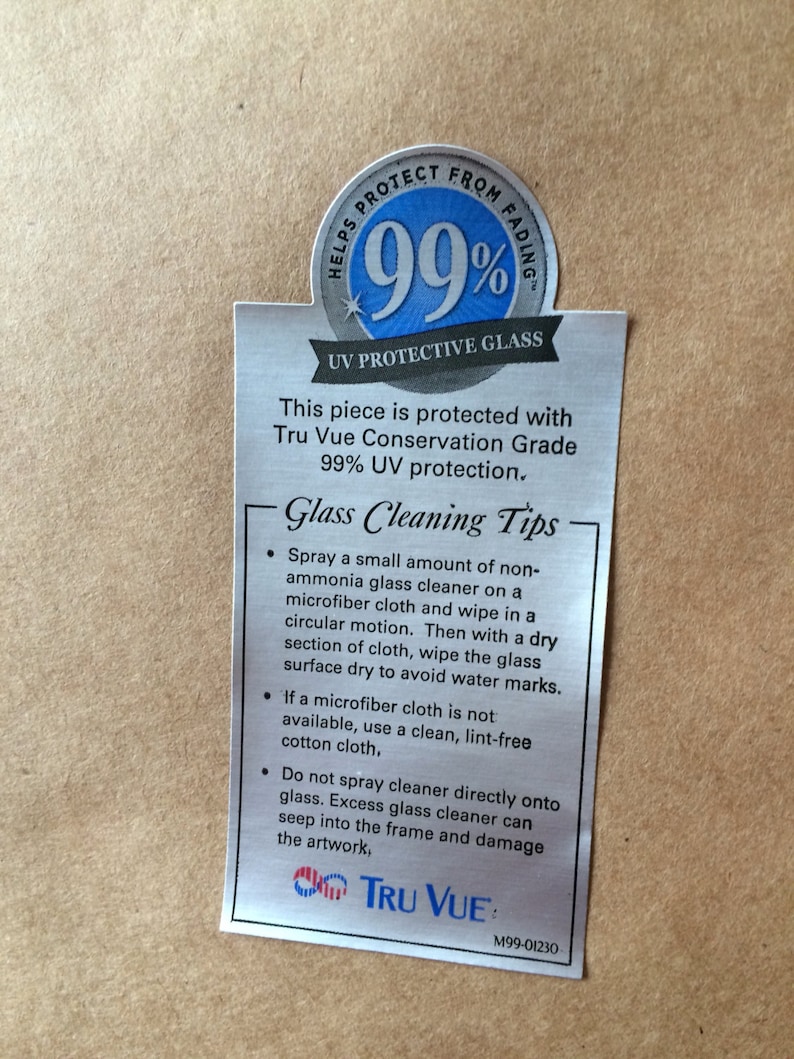 HELPS PROTECT FROM FADING™
99%
UV PROTECTIVE GLASS
This piece is protected with
Tru Vue Conservation Grade
99% UV protection.
Glass Cleaning Tips
• Spray a small amount of non-
ammonia glass cleaner on a
microfiber cloth and wipe in a
circular motion. Then with a dry
section of cloth, wipe the glass
surface dry to avoid water marks.
• If a microfiber cloth is not
available, use a clean, lint-free
cotton cloth.
• Do not spray cleaner directly onto
glass. Excess glass cleaner can
seep into the frame and damage
the artwork.
TRU VUE®
M99-01230